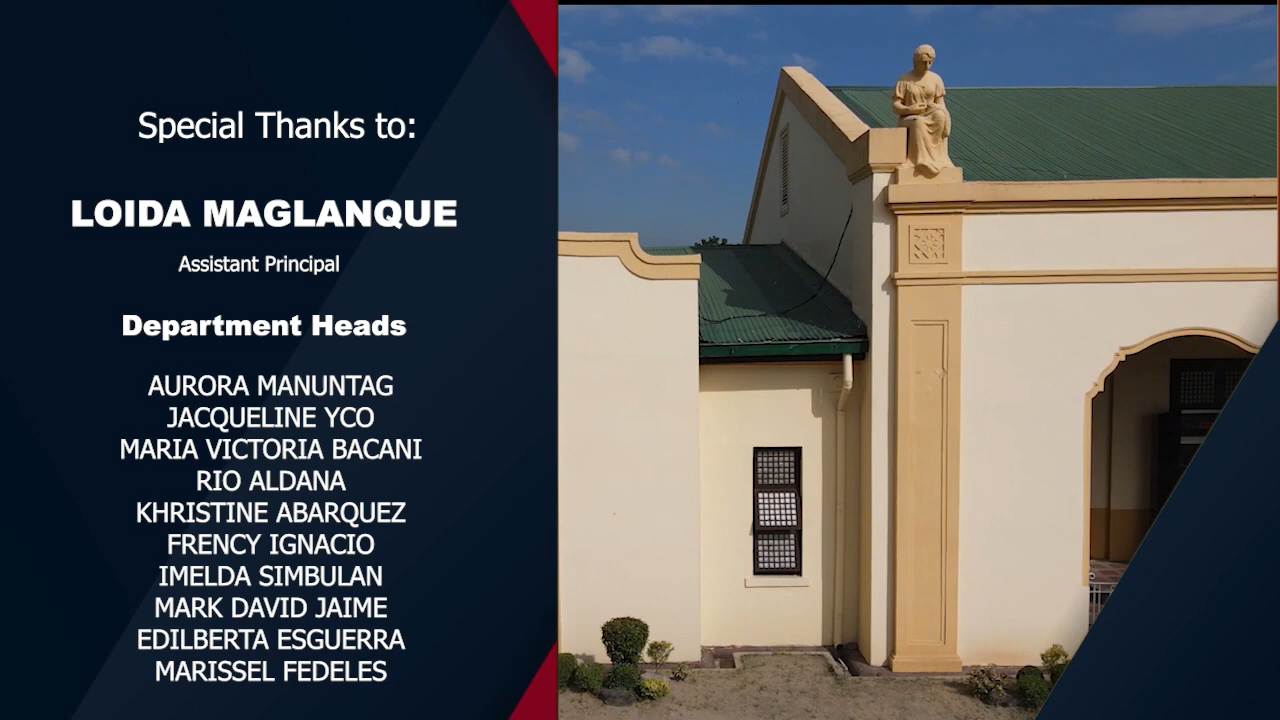 Special Thanks to:
LOIDA MAGLANQUE
Assistant Principal
Department Heads
AURORA MANUNTAG
JACQUELINE YCO
MARIA VICTORIA BACANI
RIO ALDANA
KHRISTINE ABARQUEZ
FRENCY IGNACIO
IMELDA SIMBULAN
MARK DAVID JAIME
EDILBERTA ESGUERRA
MARISSEL FEDELES